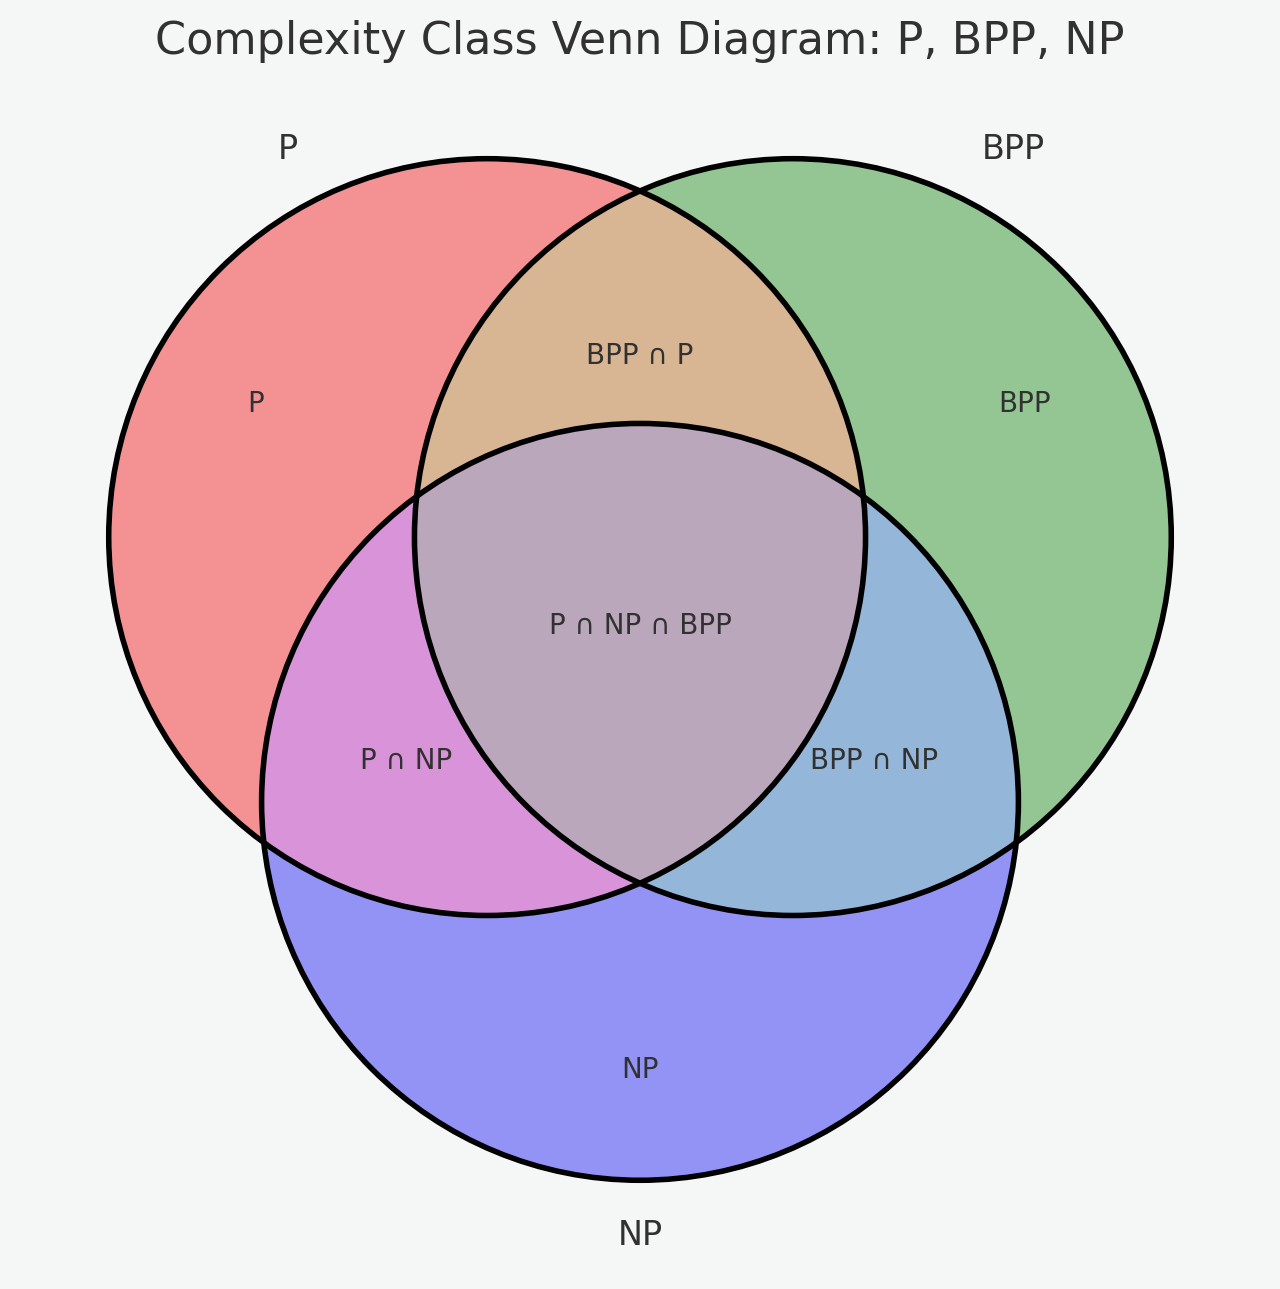 Complexity Class Venn Diagram: P, BPP, NP
P
BPP
BPP ∩ P
P
BPP
P ∩ NP ∩ BPP
P ∩ NP
BPP ∩ NP
NP
NP